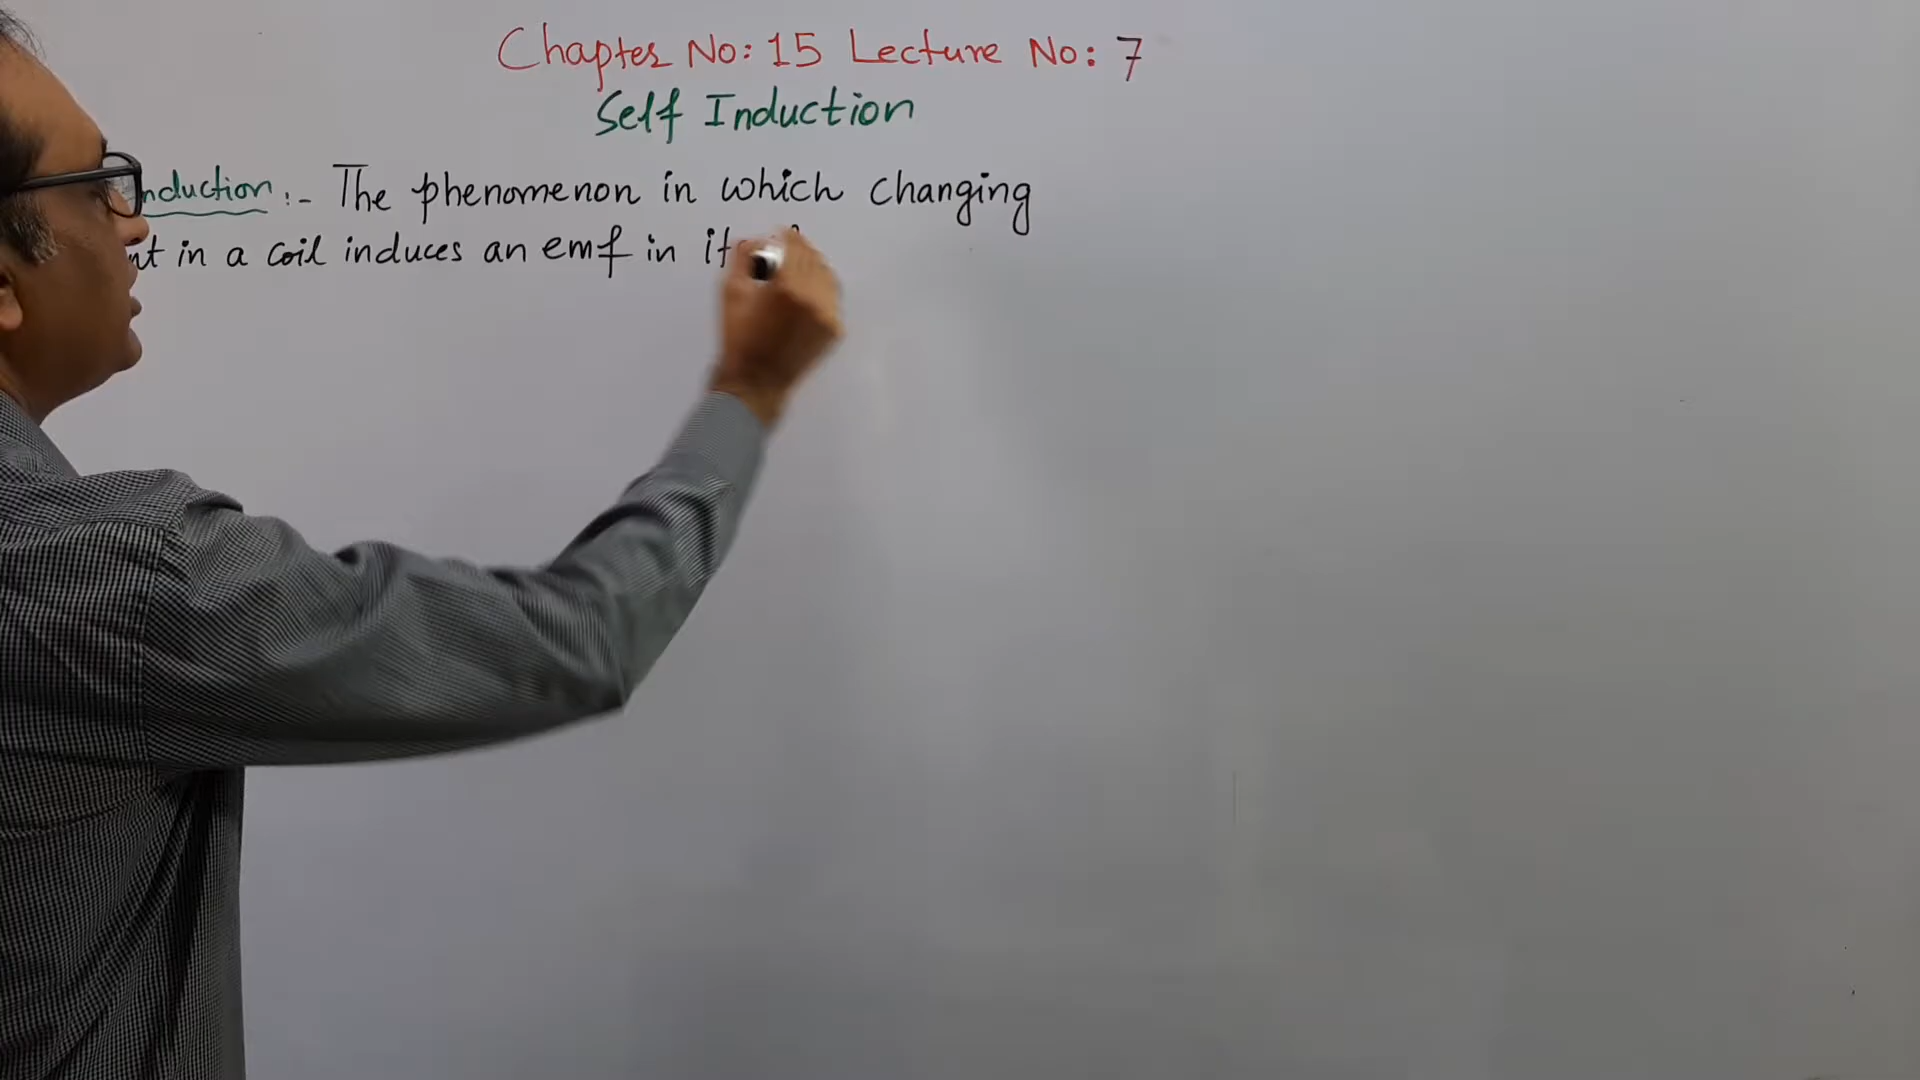 Chapter No: 15 Lecture No: 7
Self Induction
nduction :- The phenomenon in which changing
nt in a coil induces an emf in